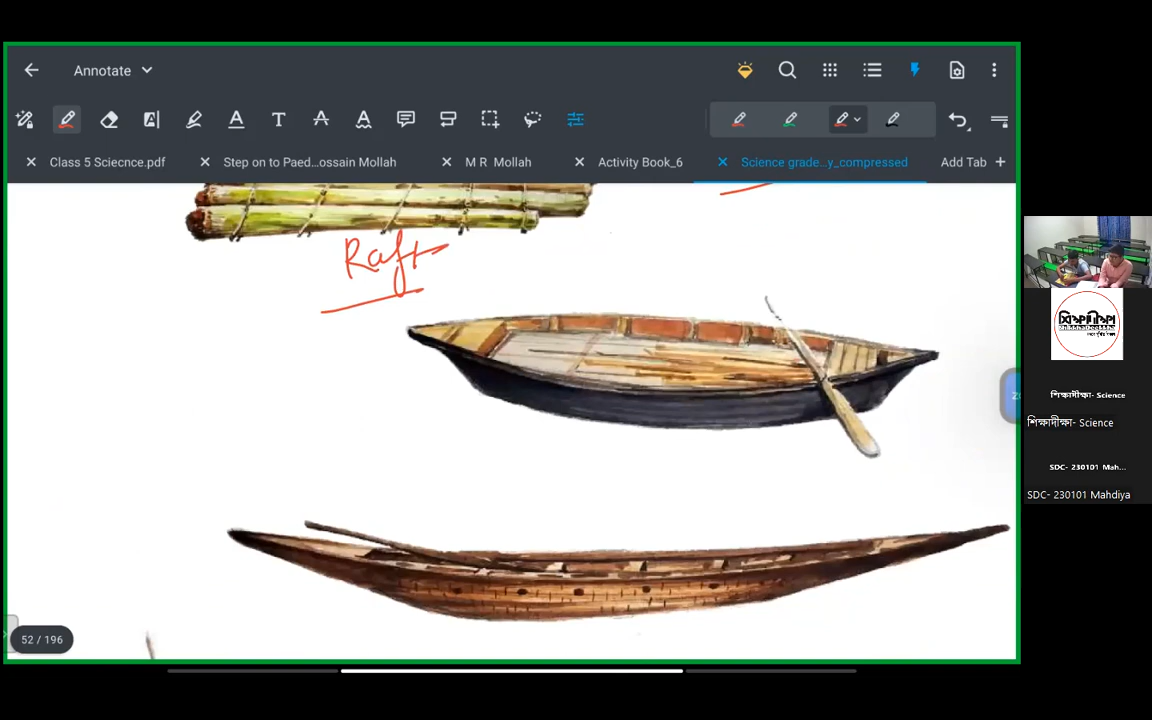 Annotate
Class 5 Sciecnce.pdf
Step on to Paed...ossain Mollah
M R Mollah
Activity Book_6
Science grade...y_compressed
Add Tab
Raft
52 / 196
শিক্ষাদীক্ষা
শিক্ষাদীক্ষা- Science
শিক্ষাদীক্ষা- Science
SDC- 230101 Mah...
SDC- 230101 Mahdiya